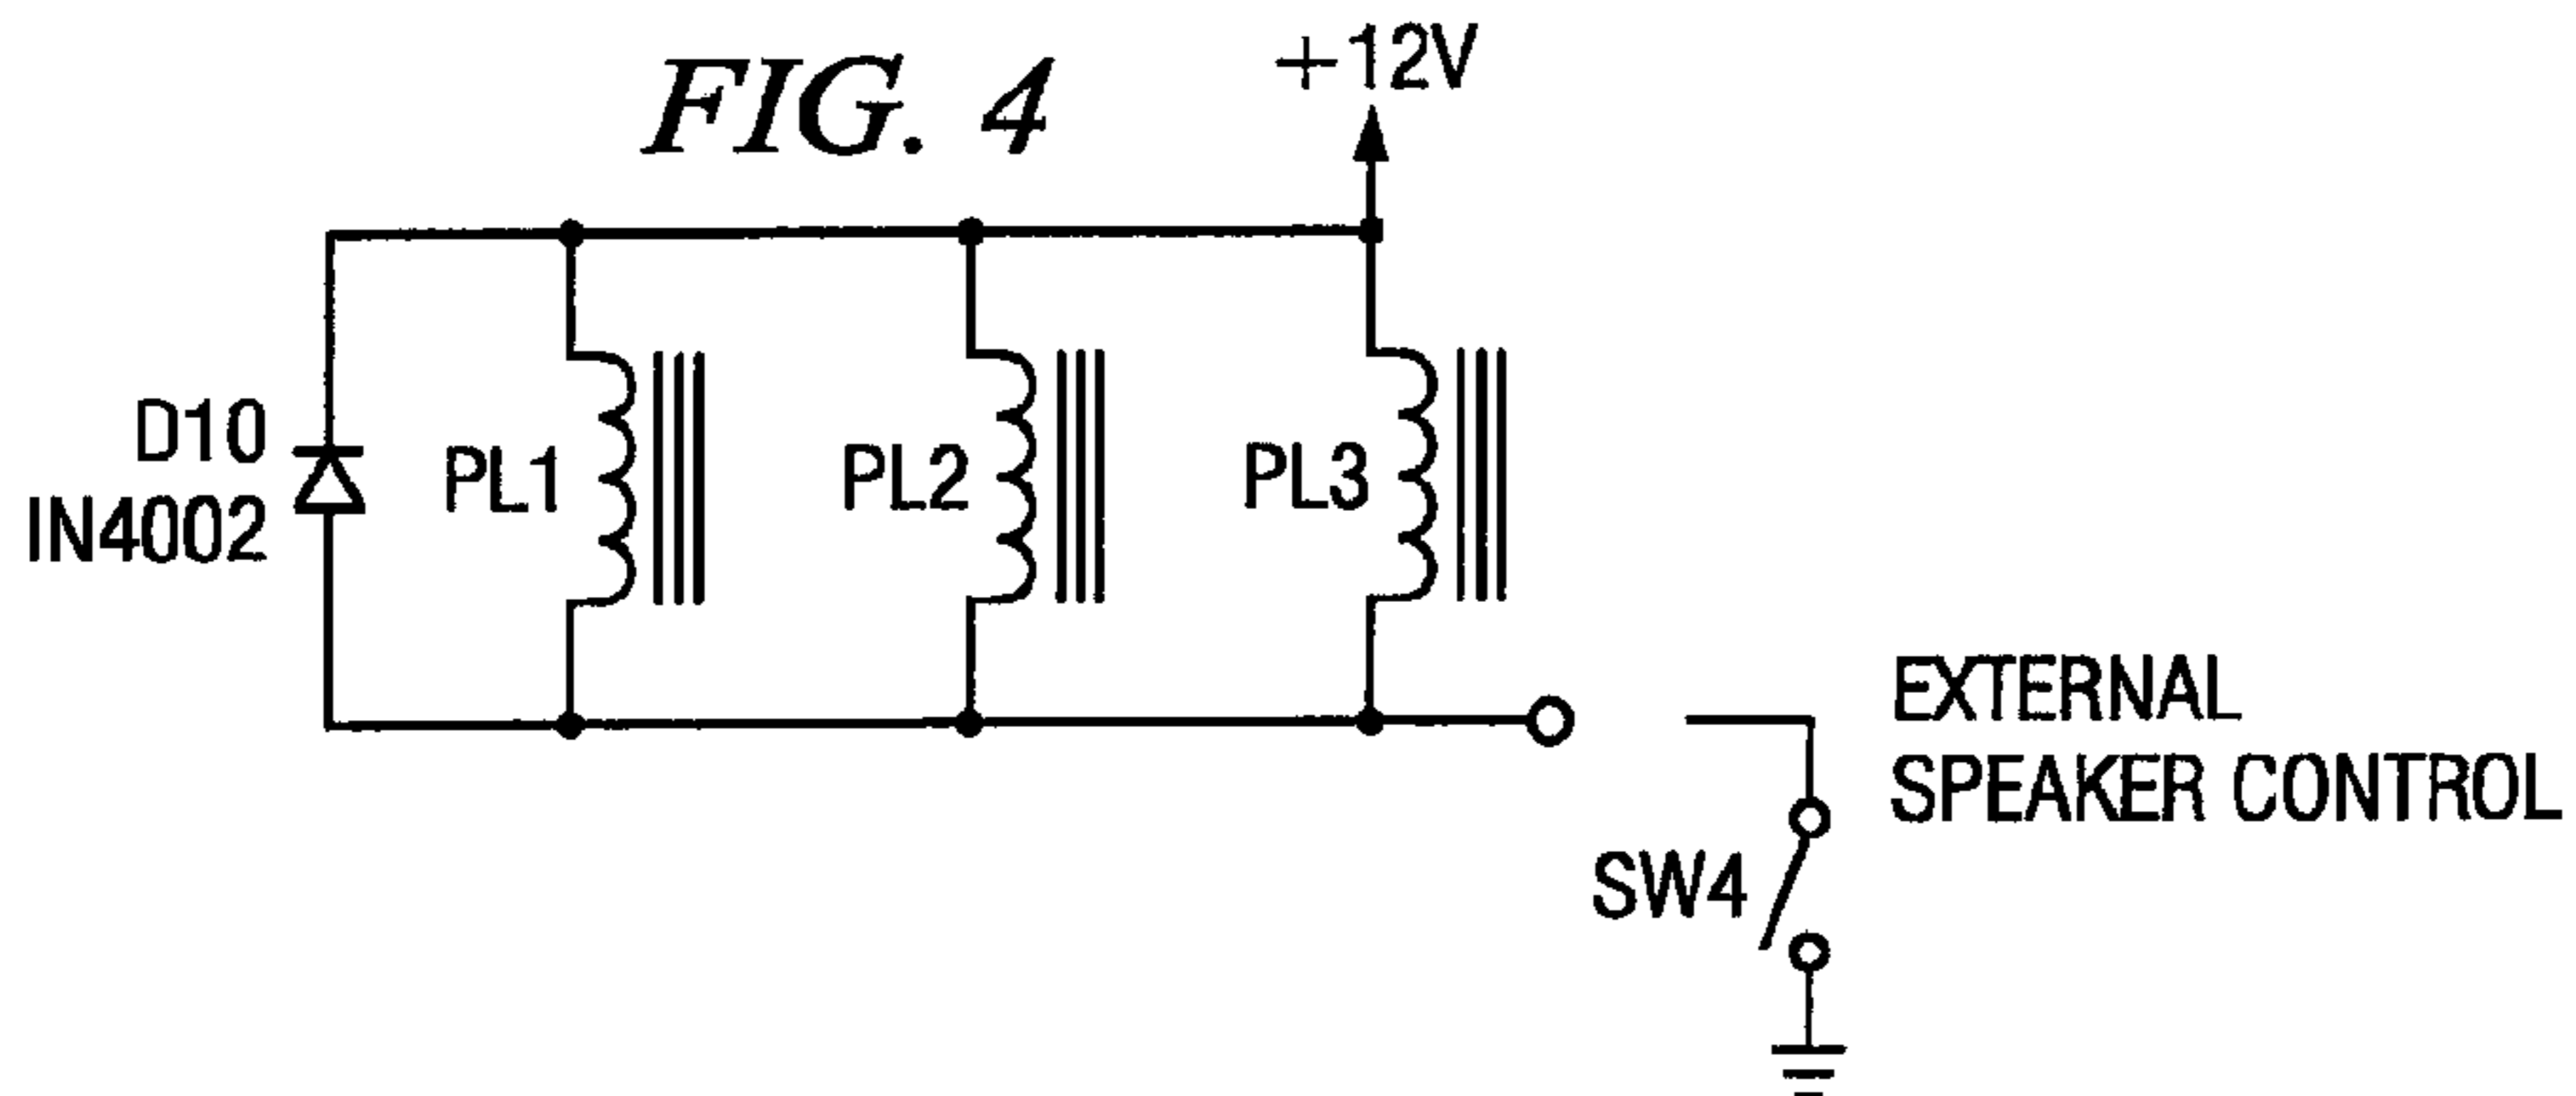 FIG. 4
+12V
D10
IN4002
PL1
PL2
PL3
EXTERNAL
SPEAKER CONTROL
SW4